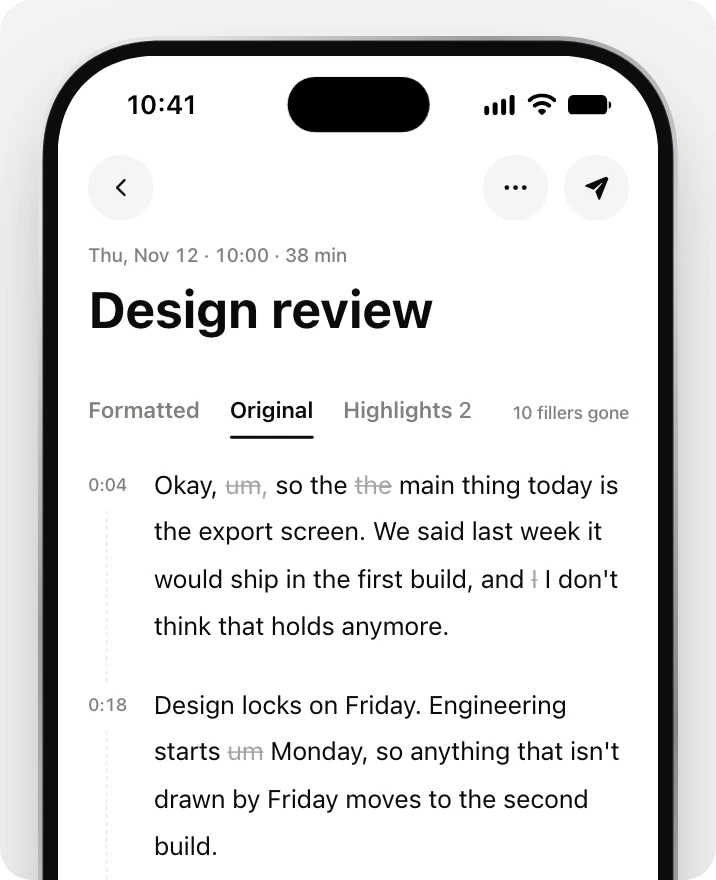 10:41
Thu, Nov 12 · 10:00 · 38 min
Design review
Formatted Original Highlights 2 10 fillers gone
0:04 Okay, um, so the the main thing today is
the export screen. We said last week it
would ship in the first build, and I I don't
think that holds anymore.
0:18 Design locks on Friday. Engineering
starts um Monday, so anything that isn't
drawn by Friday moves to the second
build.